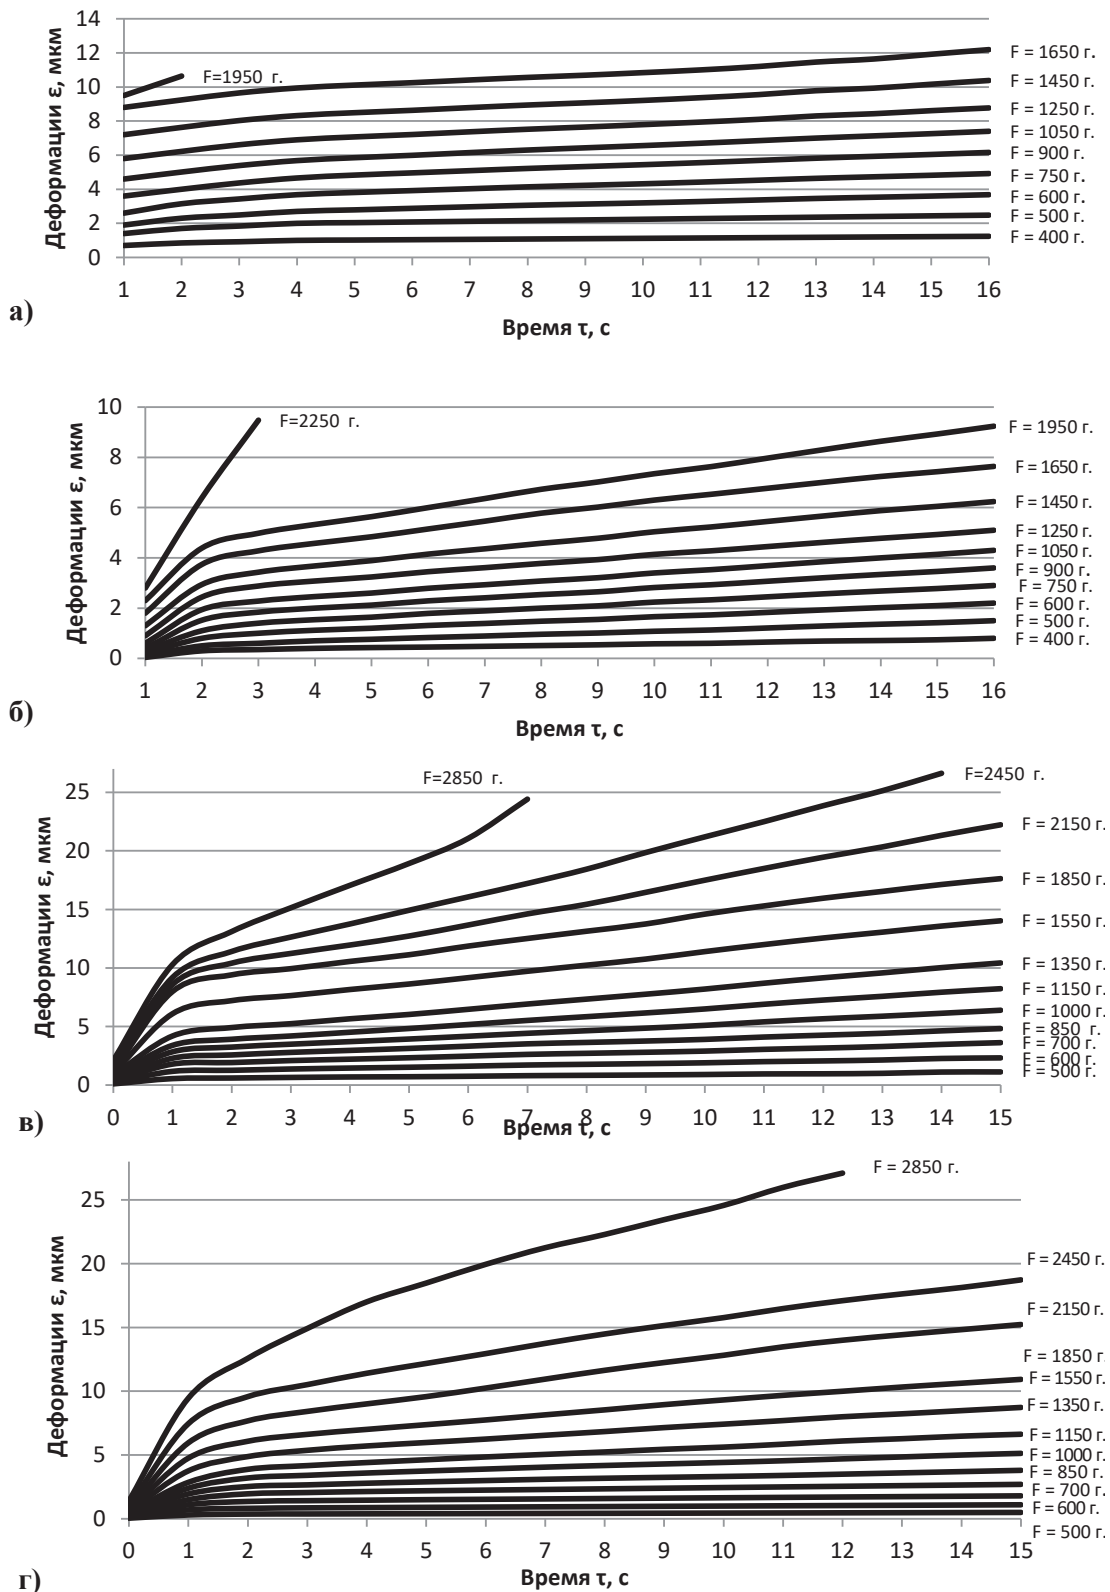 Деформации ε, мкм
14
12
10
8
6
4
2
0
F=1950 г.
F = 1650 г.
F = 1450 г.
F = 1250 г.
F = 1050 г.
F = 900 г.
F = 750 г.
F = 600 г.
F = 500 г.
F = 400 г.
1 2 3 4 5 6 7 8 9 10 11 12 13 14 15 16
Время τ, с
а)
Деформации ε, мкм
10
8
6
4
2
0
F=2250 г.
F = 1950 г.
F = 1650 г.
F = 1450 г.
F = 1250 г.
F = 1050 г.
F = 900 г.
F = 750 г.
F = 600 г.
F = 500 г.
F = 400 г.
1 2 3 4 5 6 7 8 9 10 11 12 13 14 15 16
Время τ, с
б)
Деформации ε, мкм
25
20
15
10
5
0
F=2850 г.
F=2450 г.
F = 2150 г.
F = 1850 г.
F = 1550 г.
F = 1350 г.
F = 1150 г.
F = 1000 г.
F = 850 г.
F = 700 г.
F = 600 г.
F = 500 г.
0 1 2 3 4 5 6 7 8 9 10 11 12 13 14 15
Время τ, с
в)
Деформации ε, мкм
25
20
15
10
5
0
F = 2850 г.
F = 2450 г.
F = 2150 г.
F = 1850 г.
F = 1550 г.
F = 1350 г.
F = 1150 г.
F = 1000 г.
F = 850 г.
F = 700 г.
F = 600 г.
F = 500 г.
0 1 2 3 4 5 6 7 8 9 10 11 12 13 14 15
Время τ, с
г)